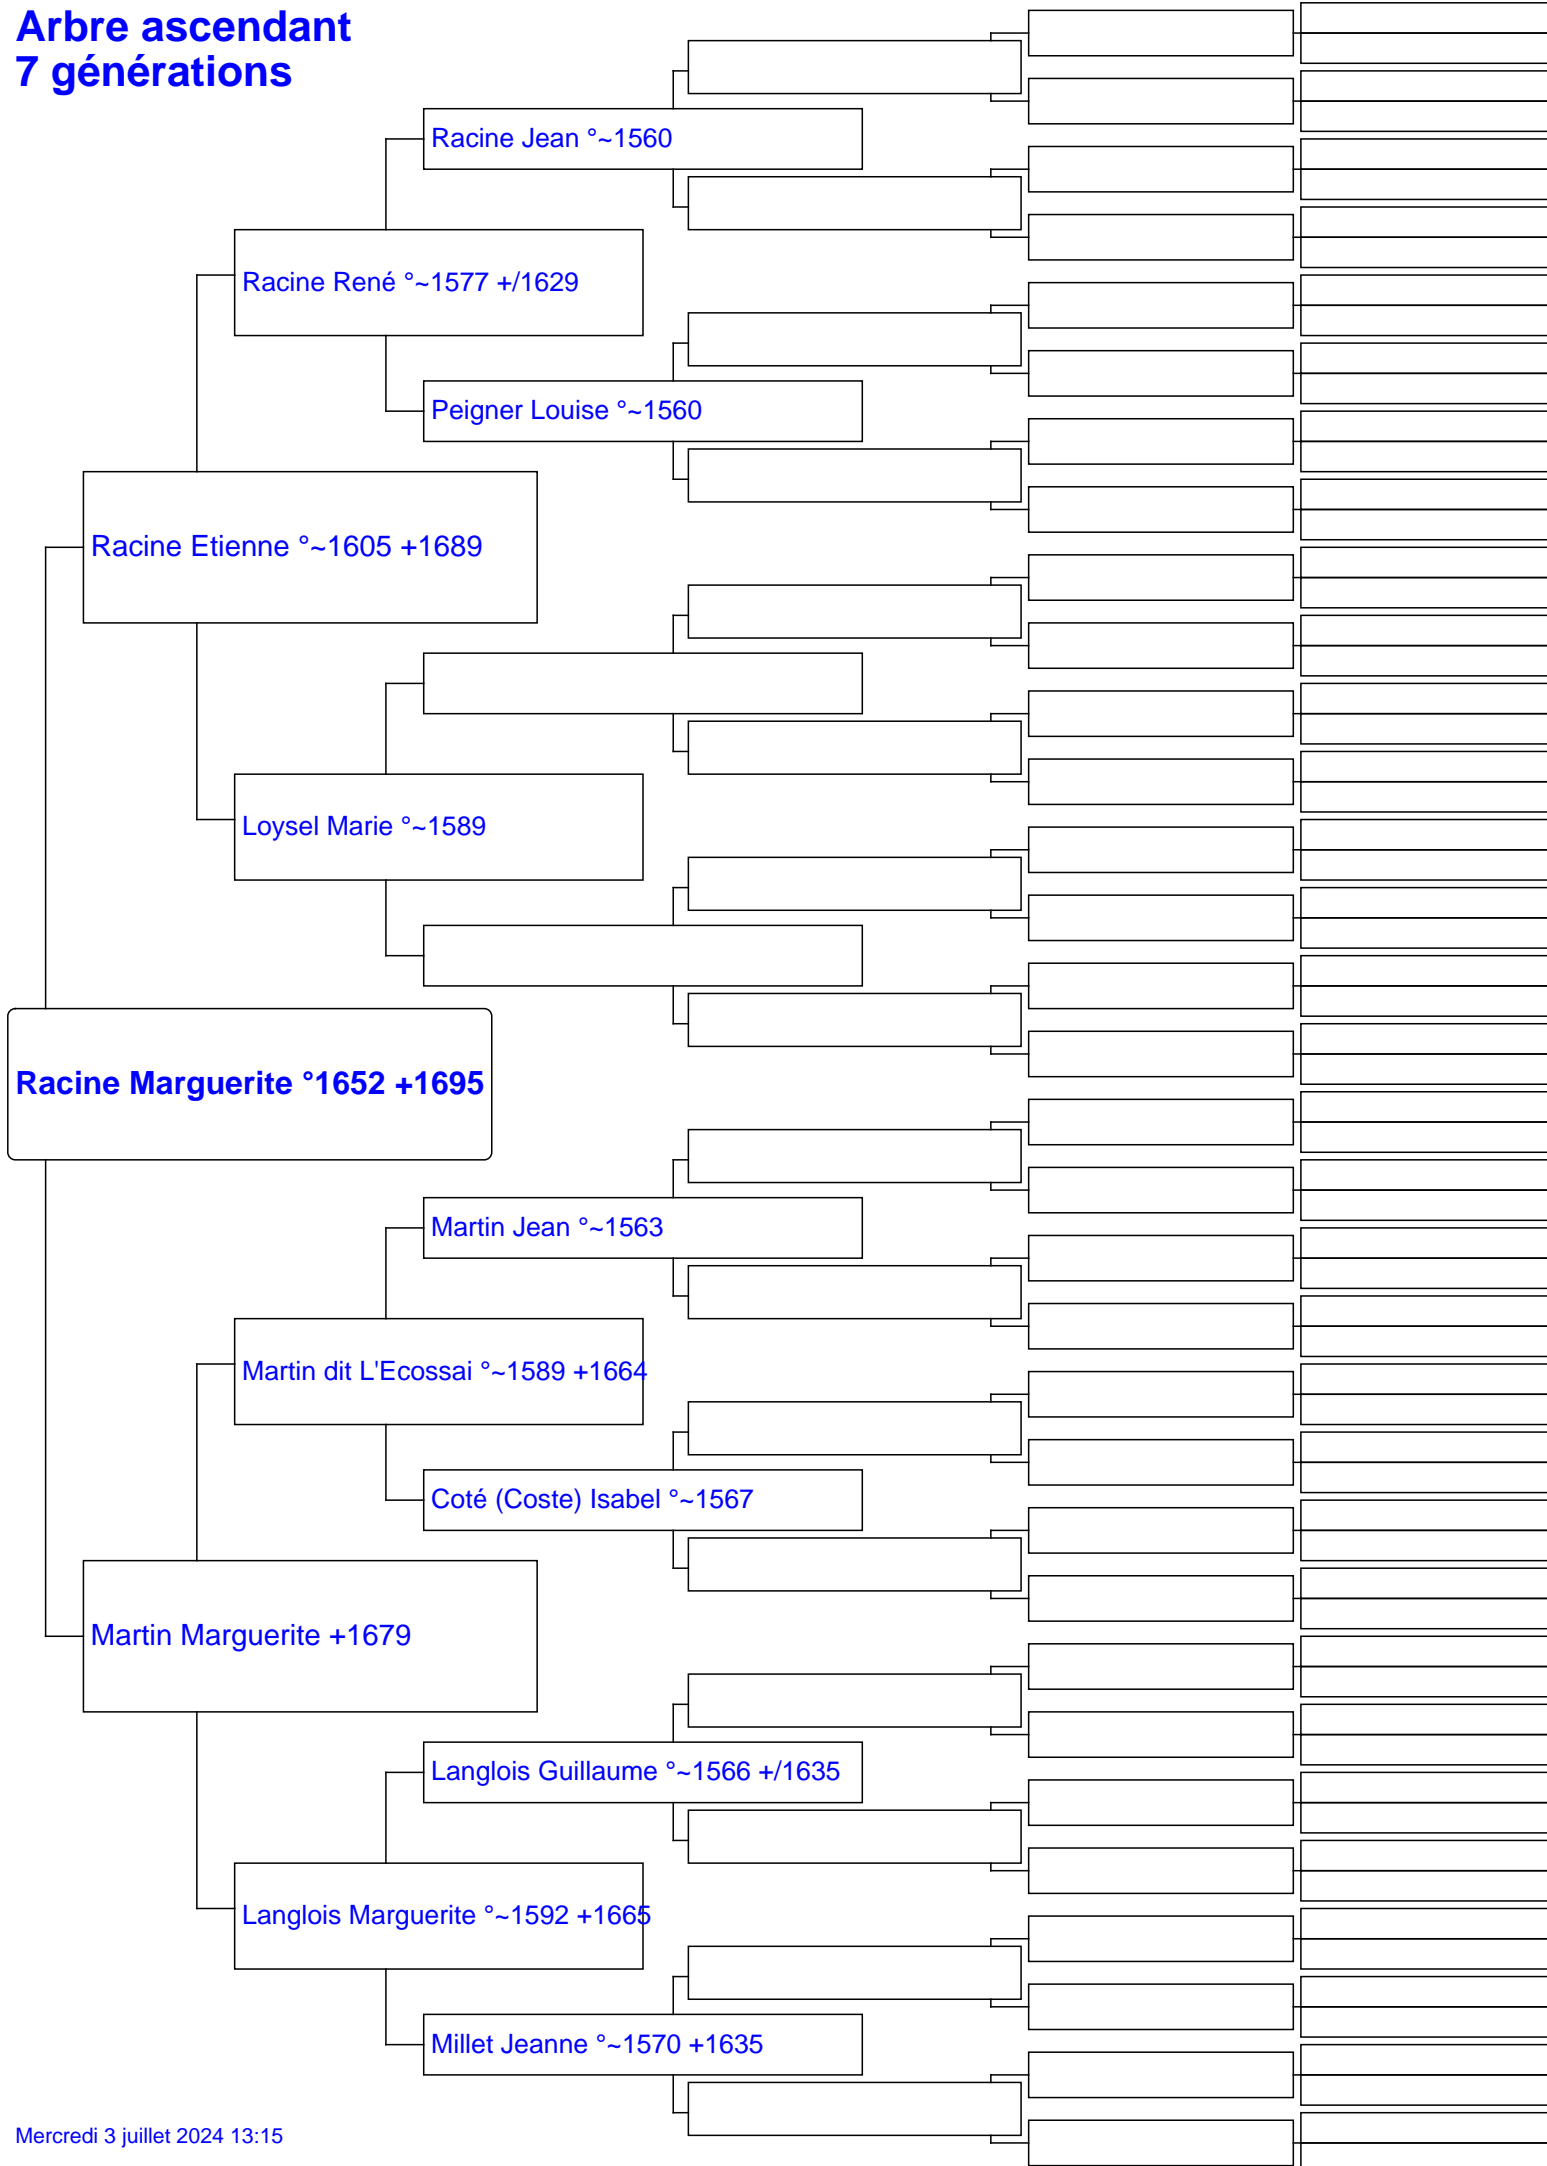 Arbre ascendant
7 générations
Racine Jean °~1560
Racine René °~1577 +/1629
Peigner Louise °~1560
Racine Etienne °~1605 +1689
Loysel Marie °~1589
Racine Marguerite °1652 +1695
Martin Jean °~1563
Martin dit L'Ecossai °~1589 +1664
Coté (Coste) Isabel °~1567
Martin Marguerite +1679
Langlois Guillaume °~1566 +/1635
Langlois Marguerite °~1592 +1665
Millet Jeanne °~1570 +1635
Mercredi 3 juillet 2024 13:15